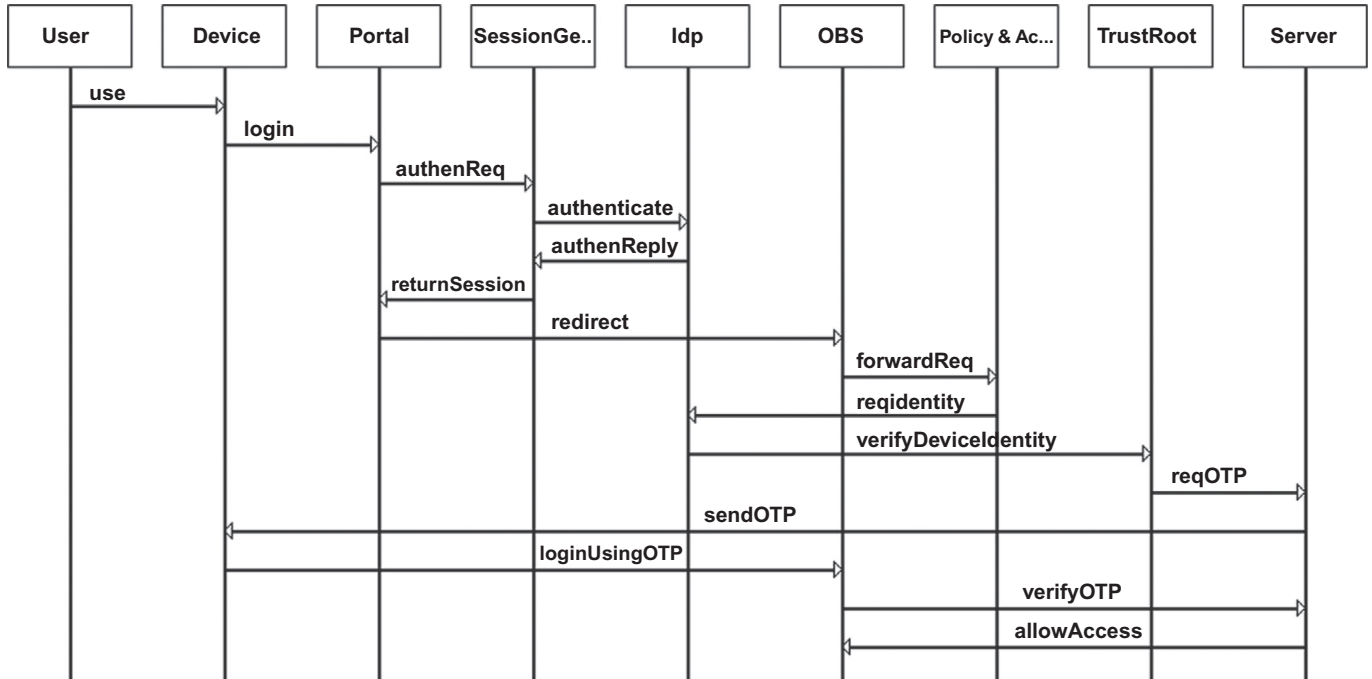 User
Device
Portal
SessionGe..
Idp
OBS
Policy & Ac...
TrustRoot
Server
use
login
authenReq
authenticate
authenReply
returnSession
redirect
forwardReq
reqidentity
verifyDeviceIdentity
reqOTP
sendOTP
loginUsingOTP
verifyOTP
allowAccess